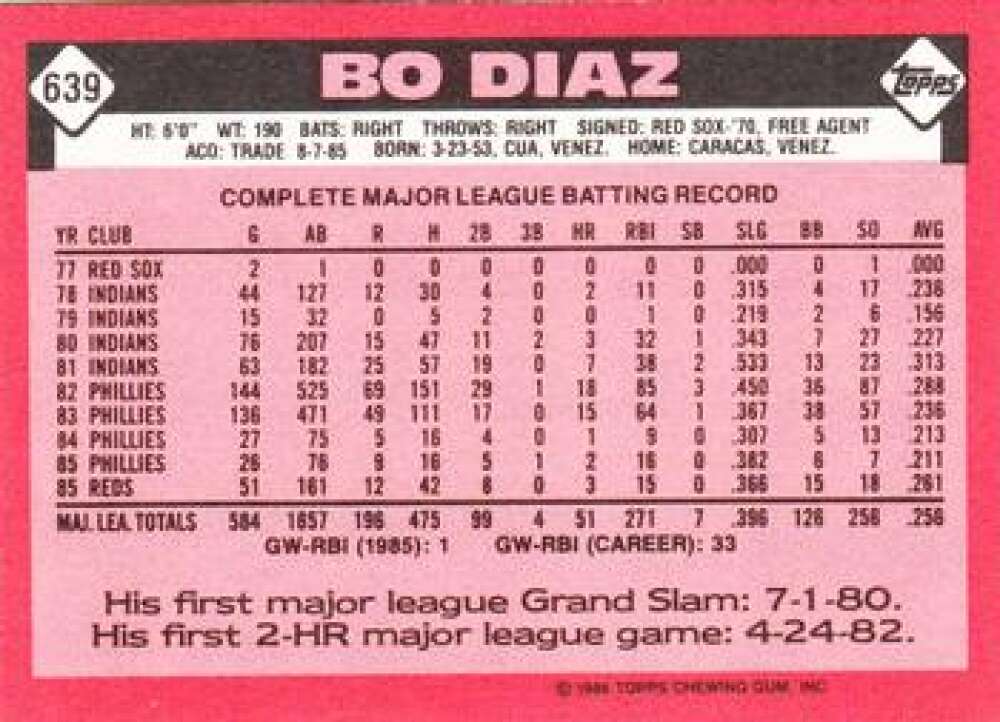 639
BO DIAZ
TOPPS
HT: 6'0" WT: 190 BATS: RIGHT THROWS: RIGHT SIGNED: RED SOX-'70, FREE AGENT
ACQ: TRADE 8-7-85 BORN: 3-23-53, CUA, VENEZ. HOME: CARACAS, VENEZ.
COMPLETE MAJOR LEAGUE BATTING RECORD
YR CLUB G AB R H 2B 3B HR RBI SB SLG BB SO AVG
77 RED SOX 2 1 0 0 0 0 0 0 0 .000 0 1 .000
78 INDIANS 44 127 12 30 4 0 2 11 0 .315 4 17 .236
79 INDIANS 15 32 0 5 2 0 0 1 0 .219 2 6 .156
80 INDIANS 76 207 15 47 11 2 3 32 1 .343 7 27 .227
81 INDIANS 63 182 25 57 19 0 7 38 2 .533 13 23 .313
82 PHILLIES 144 525 69 151 29 1 18 85 3 .450 36 87 .288
83 PHILLIES 136 471 49 111 17 0 15 64 1 .367 38 57 .236
84 PHILLIES 27 75 5 16 4 0 1 9 0 .307 5 13 .213
85 PHILLIES 26 76 9 16 5 1 2 16 0 .382 6 7 .211
85 REDS 51 161 12 42 8 0 3 15 0 .366 15 18 .261
MAJ. LEA. TOTALS 584 1857 196 475 99 4 51 271 7 .396 126 256 .256
GW-RBI (1985): 1 GW-RBI (CAREER): 33
His first major league Grand Slam: 7-1-80.
His first 2-HR major league game: 4-24-82.
© 1986 TOPPS CHEWING GUM, INC.